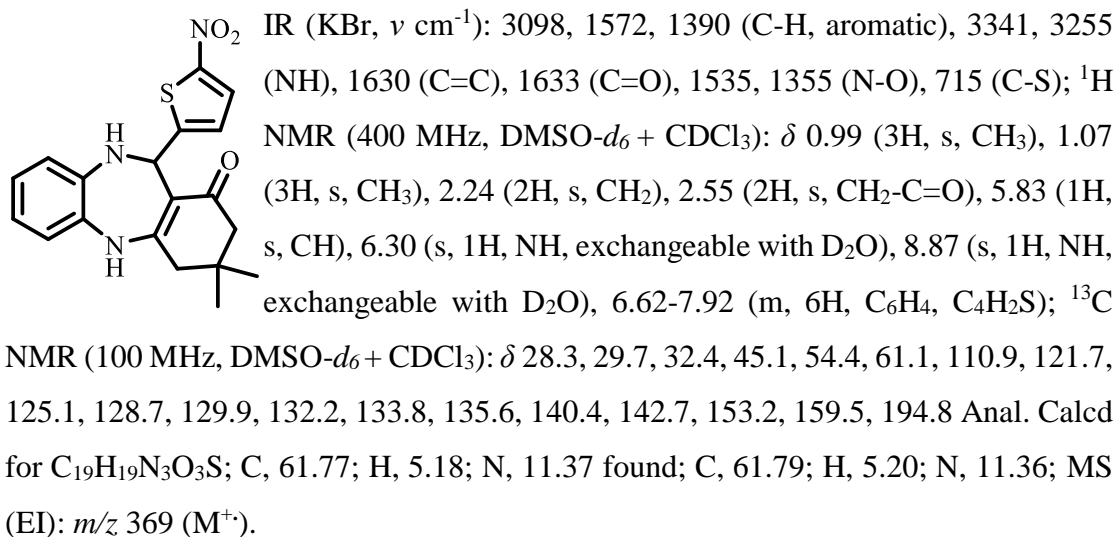 NO2
S
H
N
O
N
H
IR (KBr, ν cm-1): 3098, 1572, 1390 (C-H, aromatic), 3341, 3255
(NH), 1630 (C=C), 1633 (C=O), 1535, 1355 (N-O), 715 (C-S); 1H
NMR (400 MHz, DMSO-d6 + CDCl3): δ 0.99 (3H, s, CH3), 1.07
(3H, s, CH3), 2.24 (2H, s, CH2), 2.55 (2H, s, CH2-C=O), 5.83 (1H,
s, CH), 6.30 (s, 1H, NH, exchangeable with D2O), 8.87 (s, 1H, NH,
exchangeable with D2O), 6.62-7.92 (m, 6H, C6H4, C4H2S); 13C
NMR (100 MHz, DMSO-d6 + CDCl3): δ 28.3, 29.7, 32.4, 45.1, 54.4, 61.1, 110.9, 121.7,
125.1, 128.7, 129.9, 132.2, 133.8, 135.6, 140.4, 142.7, 153.2, 159.5, 194.8 Anal. Calcd
for C19H19N3O3S; C, 61.77; H, 5.18; N, 11.37 found; C, 61.79; H, 5.20; N, 11.36; MS
(EI): m/z 369 (M+·).